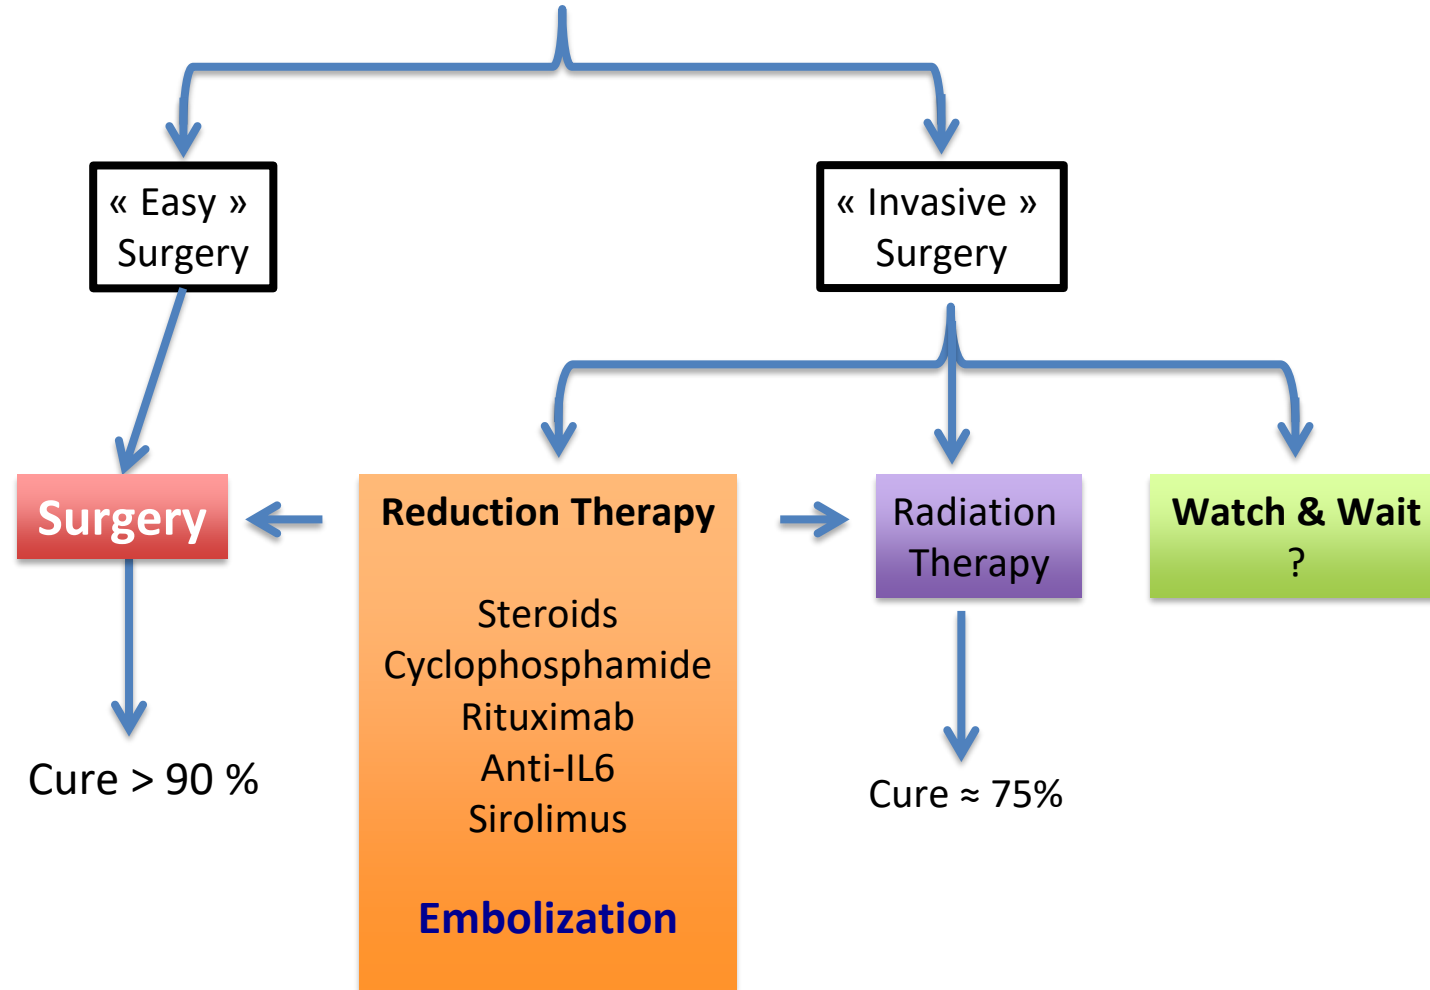 « Easy »
Surgery
« Invasive »
Surgery
Surgery
Reduction Therapy
Steroids
Cyclophosphamide
Rituximab
Anti-IL6
Sirolimus
Embolization
Radiation
Therapy
Watch & Wait
?
Cure > 90 %
Cure ≈ 75%